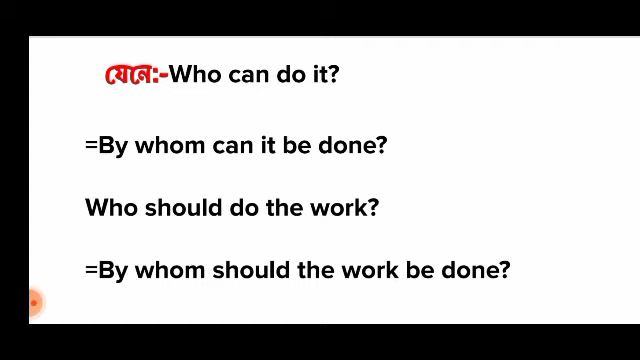 যেনে:-Who can do it?
=By whom can it be done?
Who should do the work?
=By whom should the work be done?